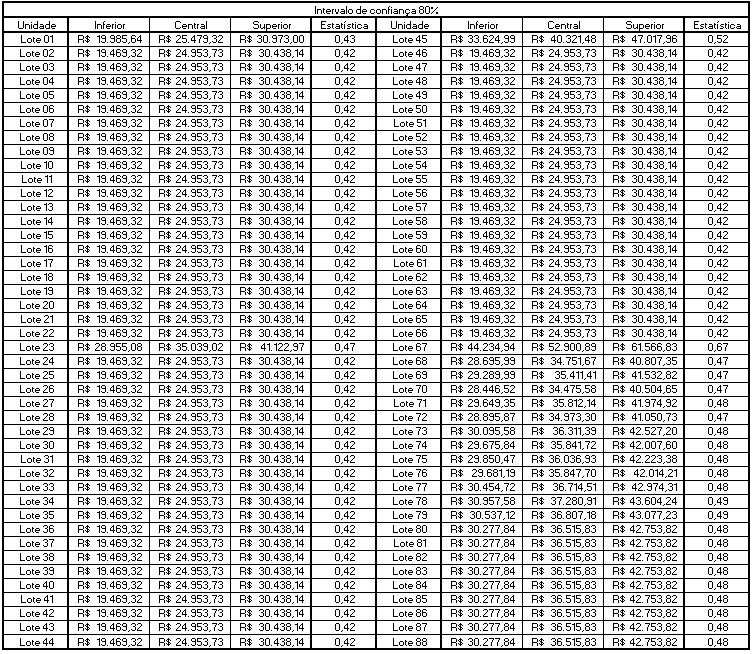 Intervalo de confiança 80%
Unidade Inferior Central Superior Estatística Unidade Inferior Central Superior Estatística
Lote 01 R$ 19.985,64 R$ 25.479,32 R$ 30.973,00 0,43 Lote 45 R$ 33.624,99 R$ 40.321,48 R$ 47.017,96 0,52
Lote 02 R$ 19.469,32 R$ 24.953,73 R$ 30.438,14 0,42 Lote 46 R$ 19.469,32 R$ 24.953,73 R$ 30.438,14 0,42
Lote 03 R$ 19.469,32 R$ 24.953,73 R$ 30.438,14 0,42 Lote 47 R$ 19.469,32 R$ 24.953,73 R$ 30.438,14 0,42
Lote 04 R$ 19.469,32 R$ 24.953,73 R$ 30.438,14 0,42 Lote 48 R$ 19.469,32 R$ 24.953,73 R$ 30.438,14 0,42
Lote 05 R$ 19.469,32 R$ 24.953,73 R$ 30.438,14 0,42 Lote 49 R$ 19.469,32 R$ 24.953,73 R$ 30.438,14 0,42
Lote 06 R$ 19.469,32 R$ 24.953,73 R$ 30.438,14 0,42 Lote 50 R$ 19.469,32 R$ 24.953,73 R$ 30.438,14 0,42
Lote 07 R$ 19.469,32 R$ 24.953,73 R$ 30.438,14 0,42 Lote 51 R$ 19.469,32 R$ 24.953,73 R$ 30.438,14 0,42
Lote 08 R$ 19.469,32 R$ 24.953,73 R$ 30.438,14 0,42 Lote 52 R$ 19.469,32 R$ 24.953,73 R$ 30.438,14 0,42
Lote 09 R$ 19.469,32 R$ 24.953,73 R$ 30.438,14 0,42 Lote 53 R$ 19.469,32 R$ 24.953,73 R$ 30.438,14 0,42
Lote 10 R$ 19.469,32 R$ 24.953,73 R$ 30.438,14 0,42 Lote 54 R$ 19.469,32 R$ 24.953,73 R$ 30.438,14 0,42
Lote 11 R$ 19.469,32 R$ 24.953,73 R$ 30.438,14 0,42 Lote 55 R$ 19.469,32 R$ 24.953,73 R$ 30.438,14 0,42
Lote 12 R$ 19.469,32 R$ 24.953,73 R$ 30.438,14 0,42 Lote 56 R$ 19.469,32 R$ 24.953,73 R$ 30.438,14 0,42
Lote 13 R$ 19.469,32 R$ 24.953,73 R$ 30.438,14 0,42 Lote 57 R$ 19.469,32 R$ 24.953,73 R$ 30.438,14 0,42
Lote 14 R$ 19.469,32 R$ 24.953,73 R$ 30.438,14 0,42 Lote 58 R$ 19.469,32 R$ 24.953,73 R$ 30.438,14 0,42
Lote 15 R$ 19.469,32 R$ 24.953,73 R$ 30.438,14 0,42 Lote 59 R$ 19.469,32 R$ 24.953,73 R$ 30.438,14 0,42
Lote 16 R$ 19.469,32 R$ 24.953,73 R$ 30.438,14 0,42 Lote 60 R$ 19.469,32 R$ 24.953,73 R$ 30.438,14 0,42
Lote 17 R$ 19.469,32 R$ 24.953,73 R$ 30.438,14 0,42 Lote 61 R$ 19.469,32 R$ 24.953,73 R$ 30.438,14 0,42
Lote 18 R$ 19.469,32 R$ 24.953,73 R$ 30.438,14 0,42 Lote 62 R$ 19.469,32 R$ 24.953,73 R$ 30.438,14 0,42
Lote 19 R$ 19.469,32 R$ 24.953,73 R$ 30.438,14 0,42 Lote 63 R$ 19.469,32 R$ 24.953,73 R$ 30.438,14 0,42
Lote 20 R$ 19.469,32 R$ 24.953,73 R$ 30.438,14 0,42 Lote 64 R$ 19.469,32 R$ 24.953,73 R$ 30.438,14 0,42
Lote 21 R$ 19.469,32 R$ 24.953,73 R$ 30.438,14 0,42 Lote 65 R$ 19.469,32 R$ 24.953,73 R$ 30.438,14 0,42
Lote 22 R$ 19.469,32 R$ 24.953,73 R$ 30.438,14 0,42 Lote 66 R$ 19.469,32 R$ 24.953,73 R$ 30.438,14 0,42
Lote 23 R$ 28.955,08 R$ 35.039,02 R$ 41.122,97 0,47 Lote 67 R$ 44.234,94 R$ 52.900,89 R$ 61.566,83 0,67
Lote 24 R$ 19.469,32 R$ 24.953,73 R$ 30.438,14 0,42 Lote 68 R$ 28.695,99 R$ 34.751,67 R$ 40.807,35 0,47
Lote 25 R$ 19.469,32 R$ 24.953,73 R$ 30.438,14 0,42 Lote 69 R$ 29.289,99 R$ 35.411,41 R$ 41.532,82 0,47
Lote 26 R$ 19.469,32 R$ 24.953,73 R$ 30.438,14 0,42 Lote 70 R$ 28.446,52 R$ 34.475,58 R$ 40.504,65 0,47
Lote 27 R$ 19.469,32 R$ 24.953,73 R$ 30.438,14 0,42 Lote 71 R$ 29.649,35 R$ 35.812,14 R$ 41.974,92 0,48
Lote 28 R$ 19.469,32 R$ 24.953,73 R$ 30.438,14 0,42 Lote 72 R$ 28.895,87 R$ 34.973,30 R$ 41.050,73 0,47
Lote 29 R$ 19.469,32 R$ 24.953,73 R$ 30.438,14 0,42 Lote 73 R$ 30.095,58 R$ 36.311,39 R$ 42.527,20 0,48
Lote 30 R$ 19.469,32 R$ 24.953,73 R$ 30.438,14 0,42 Lote 74 R$ 29.675,84 R$ 35.841,72 R$ 42.007,60 0,48
Lote 31 R$ 19.469,32 R$ 24.953,73 R$ 30.438,14 0,42 Lote 75 R$ 29.850,47 R$ 36.036,93 R$ 42.223,38 0,48
Lote 32 R$ 19.469,32 R$ 24.953,73 R$ 30.438,14 0,42 Lote 76 R$ 29.681,19 R$ 35.847,70 R$ 42.014,21 0,48
Lote 33 R$ 19.469,32 R$ 24.953,73 R$ 30.438,14 0,42 Lote 77 R$ 30.454,72 R$ 36.714,51 R$ 42.974,31 0,48
Lote 34 R$ 19.469,32 R$ 24.953,73 R$ 30.438,14 0,42 Lote 78 R$ 30.957,58 R$ 37.280,91 R$ 43.604,24 0,49
Lote 35 R$ 19.469,32 R$ 24.953,73 R$ 30.438,14 0,42 Lote 79 R$ 30.537,12 R$ 36.807,18 R$ 43.077,23 0,49
Lote 36 R$ 19.469,32 R$ 24.953,73 R$ 30.438,14 0,42 Lote 80 R$ 30.277,84 R$ 36.515,83 R$ 42.753,82 0,48
Lote 37 R$ 19.469,32 R$ 24.953,73 R$ 30.438,14 0,42 Lote 81 R$ 30.277,84 R$ 36.515,83 R$ 42.753,82 0,48
Lote 38 R$ 19.469,32 R$ 24.953,73 R$ 30.438,14 0,42 Lote 82 R$ 30.277,84 R$ 36.515,83 R$ 42.753,82 0,48
Lote 39 R$ 19.469,32 R$ 24.953,73 R$ 30.438,14 0,42 Lote 83 R$ 30.277,84 R$ 36.515,83 R$ 42.753,82 0,48
Lote 40 R$ 19.469,32 R$ 24.953,73 R$ 30.438,14 0,42 Lote 84 R$ 30.277,84 R$ 36.515,83 R$ 42.753,82 0,48
Lote 41 R$ 19.469,32 R$ 24.953,73 R$ 30.438,14 0,42 Lote 85 R$ 30.277,84 R$ 36.515,83 R$ 42.753,82 0,48
Lote 42 R$ 19.469,32 R$ 24.953,73 R$ 30.438,14 0,42 Lote 86 R$ 30.277,84 R$ 36.515,83 R$ 42.753,82 0,48
Lote 43 R$ 19.469,32 R$ 24.953,73 R$ 30.438,14 0,42 Lote 87 R$ 30.277,84 R$ 36.515,83 R$ 42.753,82 0,48
Lote 44 R$ 19.469,32 R$ 24.953,73 R$ 30.438,14 0,42 Lote 88 R$ 30.277,84 R$ 36.515,83 R$ 42.753,82 0,48